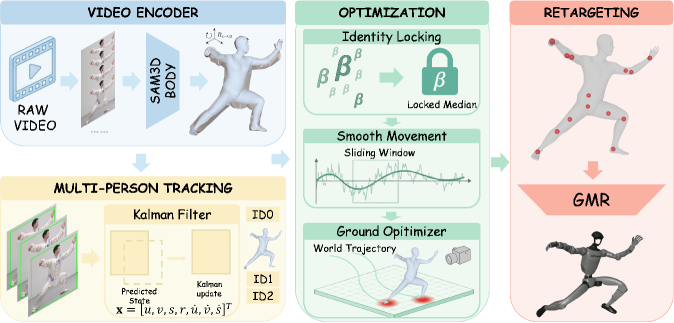 VIDEO ENCODER
RAW
VIDEO
SAM3D
BODY
MULTI-PERSON TRACKING
Kalman Filter
Predicted
State
Kalman
update
x = [u, v, s, r, u̇, v̇, ṡ]ᵀ
ID0
ID1
ID2
OPTIMIZATION
Identity Locking
β β β β β β
β
Locked Median
Smooth Movement
Sliding Window
Ground Opitimizer
World Trajectory
RETARGETING
GMR